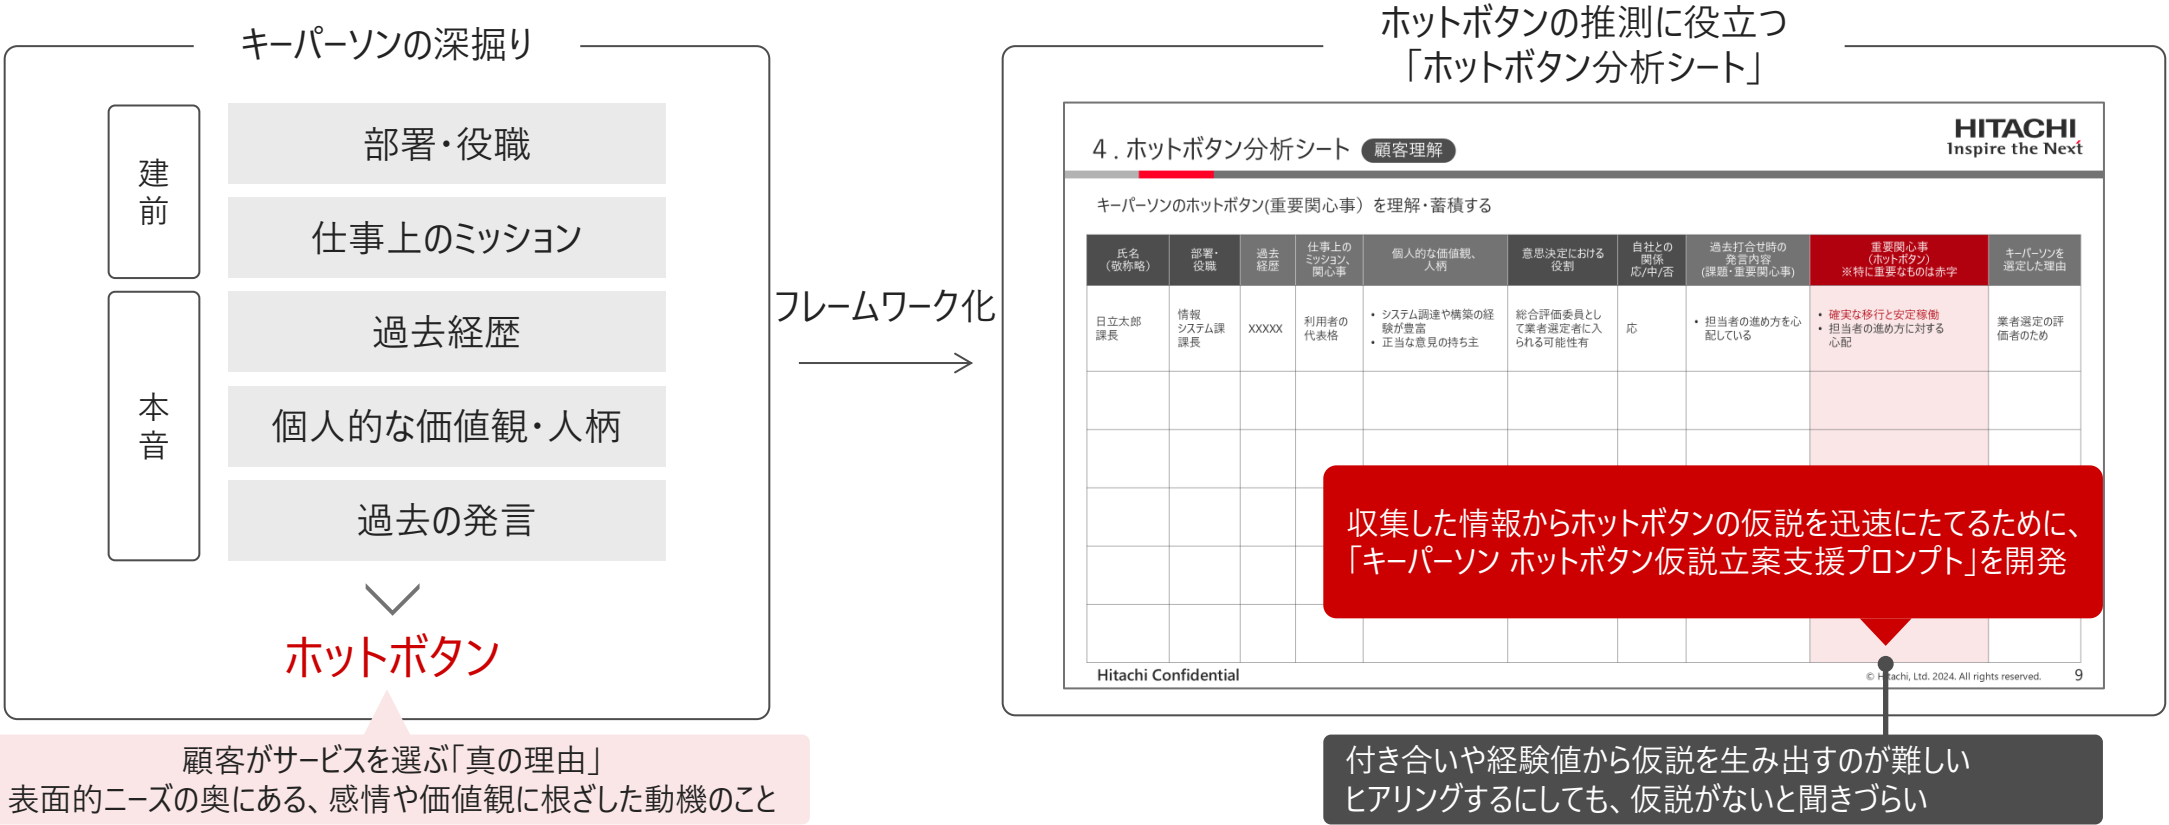 キーパーソンの深掘り
建前
部署・役職
仕事上のミッション
本音
過去経歴
個人的な価値観・人柄
過去の発言
ホットボタン
顧客がサービスを選ぶ「真の理由」
表面的ニーズの奥にある、感情や価値観に根ざした動機のこと
フレームワーク化
ホットボタンの推測に役立つ
「ホットボタン分析シート」
4．ホットボタン分析シート 顧客理解
HITACHI
Inspire the Next
キーパーソンのホットボタン(重要関心事）を理解・蓄積する
氏名
（敬称略）
部署・
役職
過去
経歴
仕事上の
ミッション、
関心事
個人的な価値観、
人柄
意思決定における
役割
自社との
関係
応/中/否
過去打合せ時の
発言内容
(課題・重要関心事)
重要関心事
（ホットボタン）
※特に重要なものは赤字
キーパーソンを
選定した理由
日立太郎
課長
情報
システム課
課長
XXXXX
利用者の
代表格
• システム調達や構築の経
験が豊富
• 正当な意見の持ち主
総合評価委員とし
て業者選定者に入
られる可能性有
応
• 担当者の進め方を心
配している
• 確実な移行と安定稼働
• 担当者の進め方に対する
心配
業者選定の評
価者のため
収集した情報からホットボタンの仮説を迅速にたてるために、
「キーパーソン ホットボタン仮説立案支援プロンプト」を開発
Hitachi Confidential
© Hitachi, Ltd. 2024. All rights reserved.
9
付き合いや経験値から仮説を生み出すのが難しい
ヒアリングするにしても、仮説がないと聞きづらい